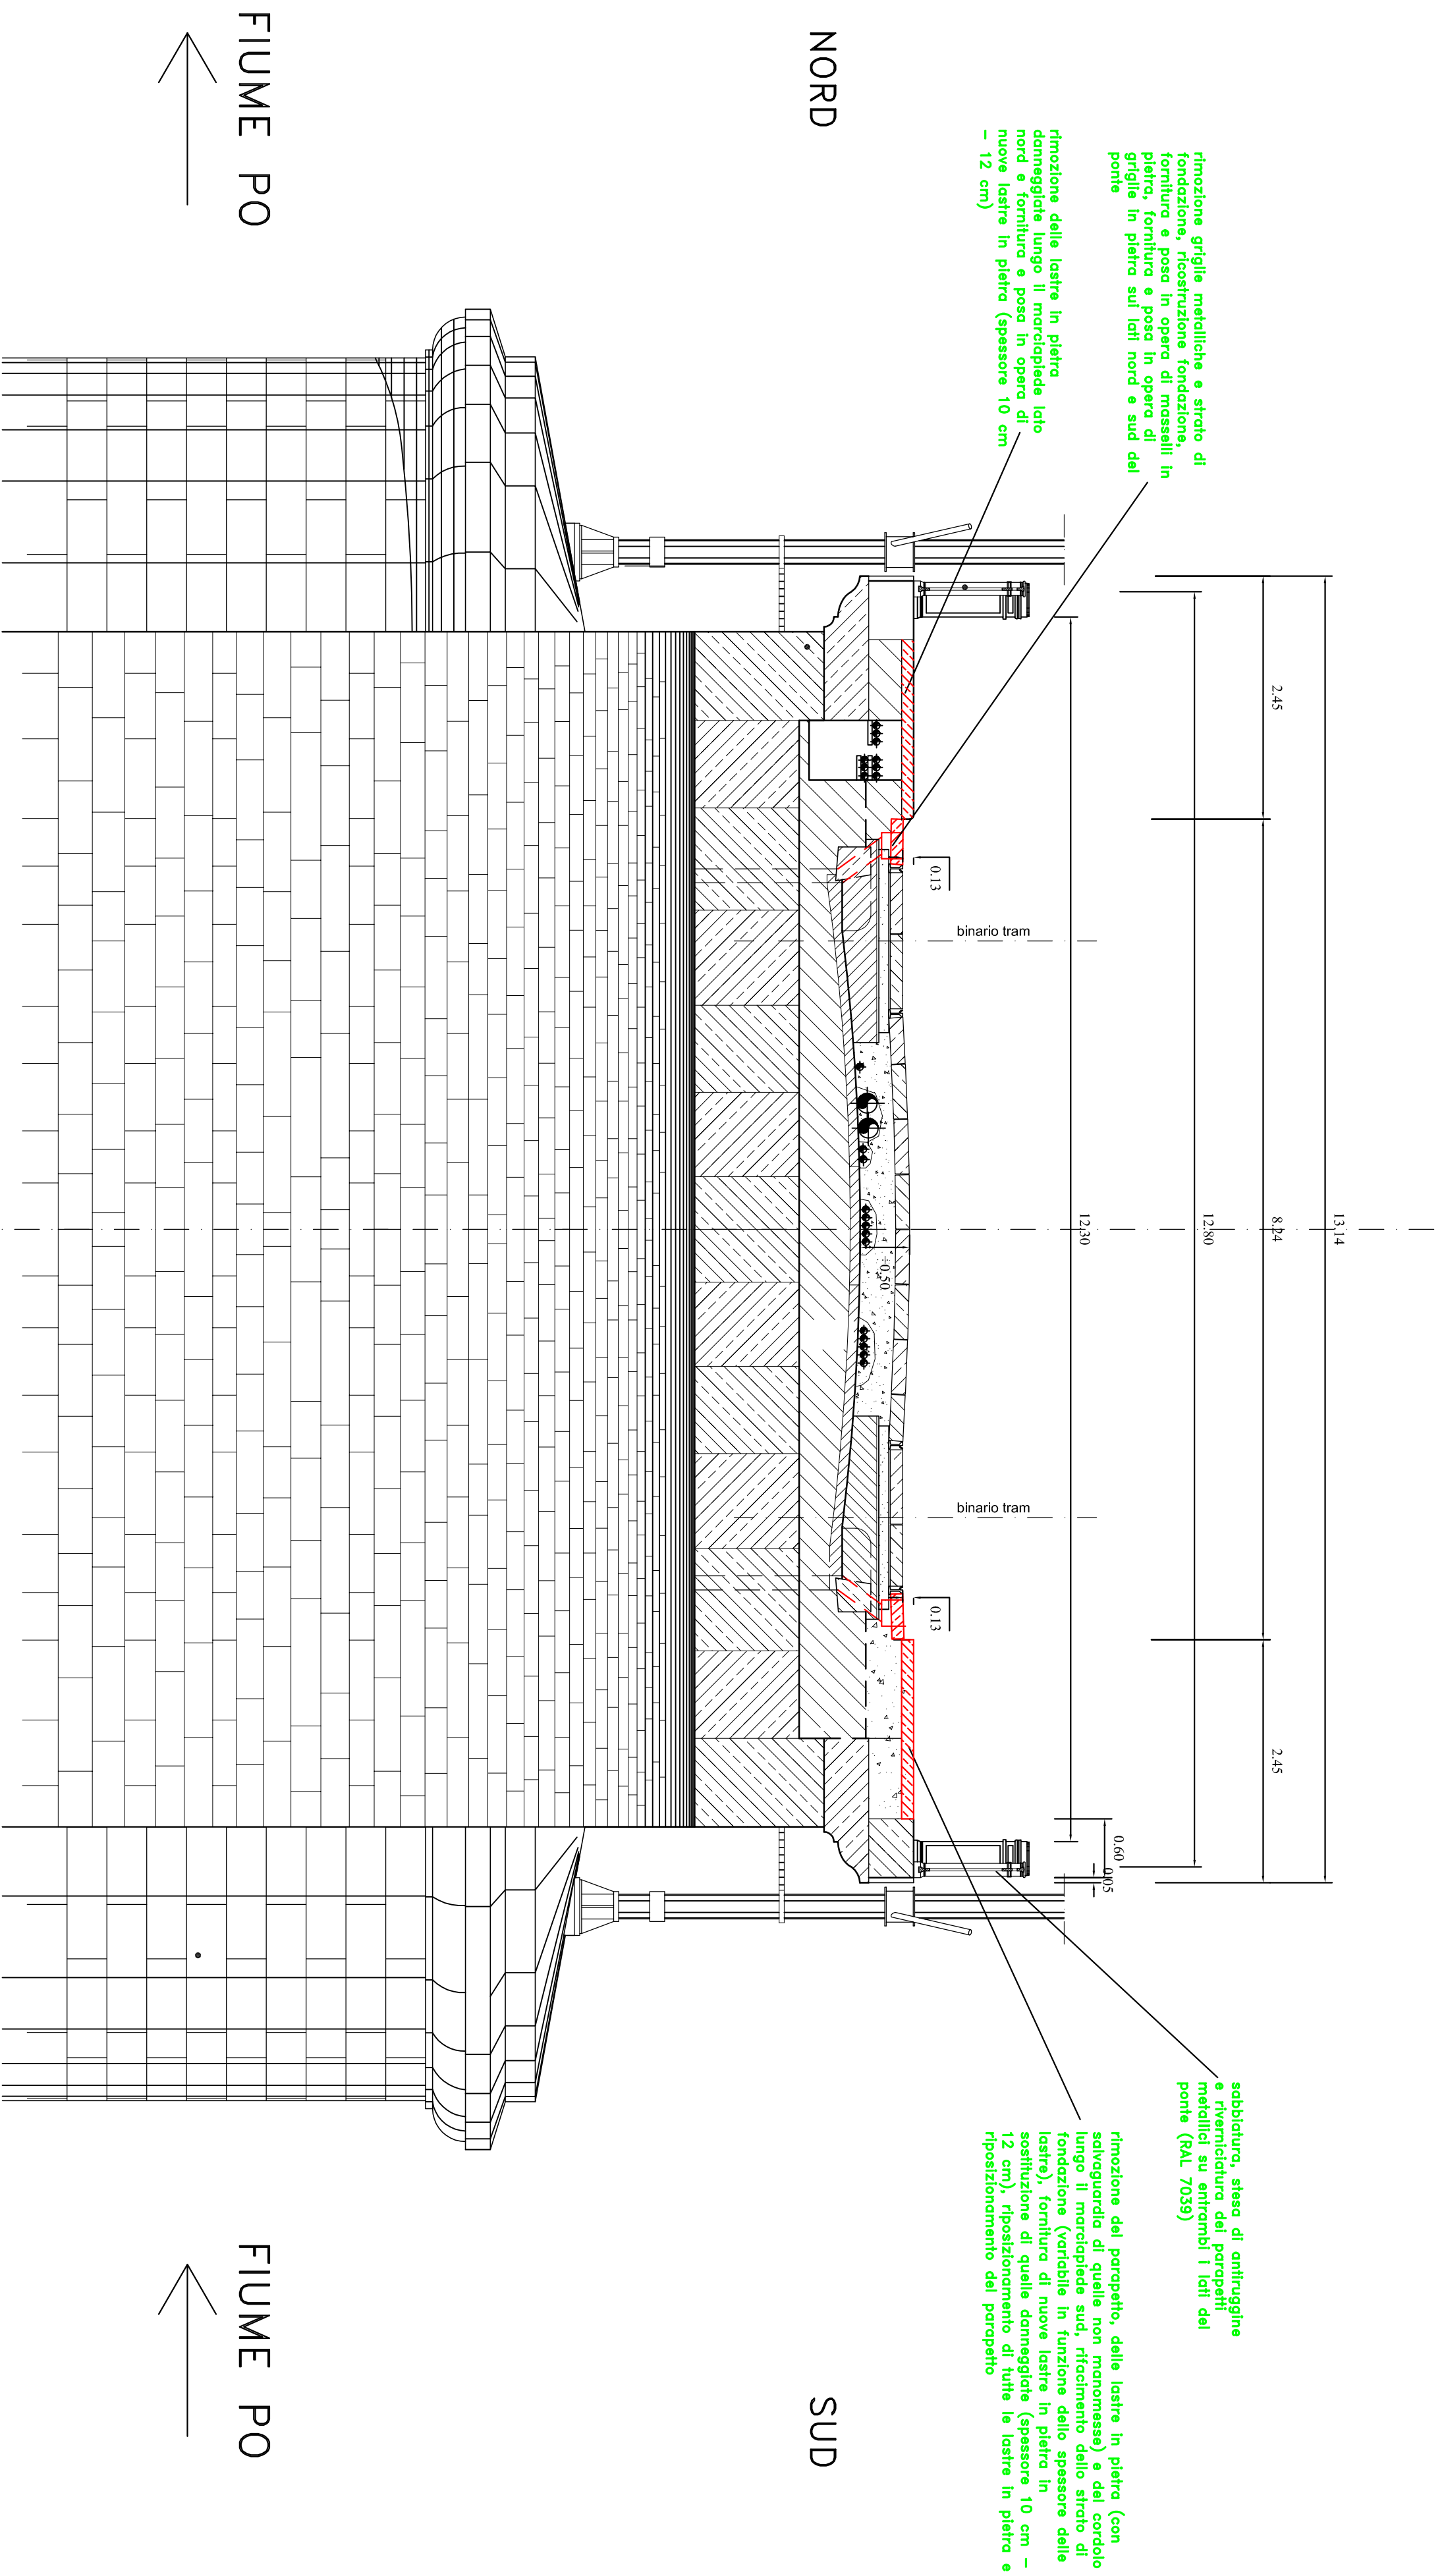 NORD
SUD
FIUME PO
FIUME PO
rimozione griglie metalliche e strato di
fondazione, ricostruzione fondazione,
fornitura e posa in opera di masselli in
pietra, fornitura e posa in opera di
griglie in pietra sui lati nord e sud del
ponte
rimozione delle lastre in pietra
danneggiate lungo il marciapiede lato
nord e fornitura e posa in opera di
nuove lastre in pietra (spessore 10 cm
- 12 cm)
13.14
2.45
8.24
2.45
12.80
12.30
0.60
0.05
0.13
0.13
binario tram
binario tram
±0.50
sabbiatura, stesa di antiruggine
e riverniciatura dei parapetti
metallici su entrambi i lati del
ponte (RAL 7039)
rimozione del parapetto, delle lastre in pietra (con
salvaguardia di quelle non manomesse) e del cordolo
lungo il marciapiede sud, rifacimento dello strato di
fondazione (variabile in funzione dello spessore delle
lastre), fornitura di nuove lastre in pietra in
sostituzione di quelle danneggiate (spessore 10 cm -
12 cm), riposizionamento di tutte le lastre in pietra e
riposizionamento del parapetto